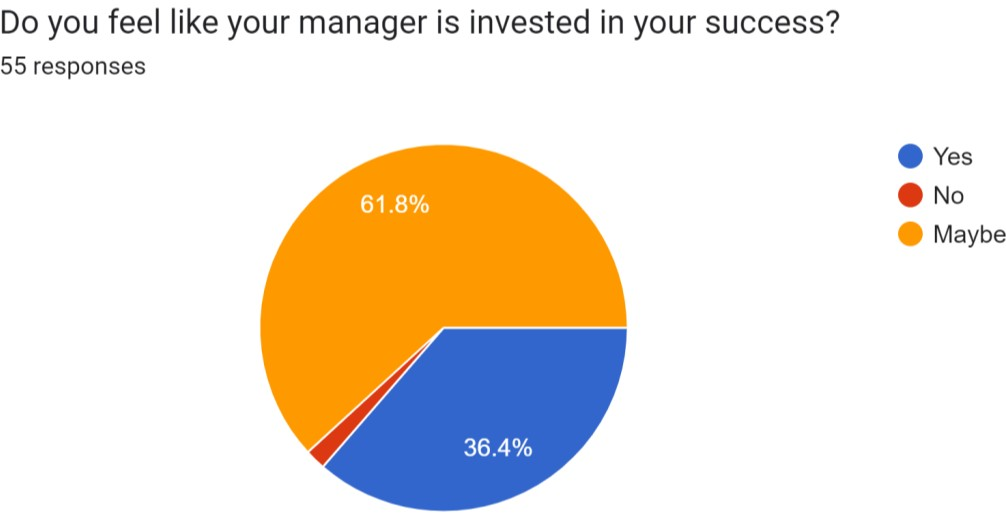 Do you feel like your manager is invested in your success?
55 responses
Yes
No
Maybe
61.8%
36.4%